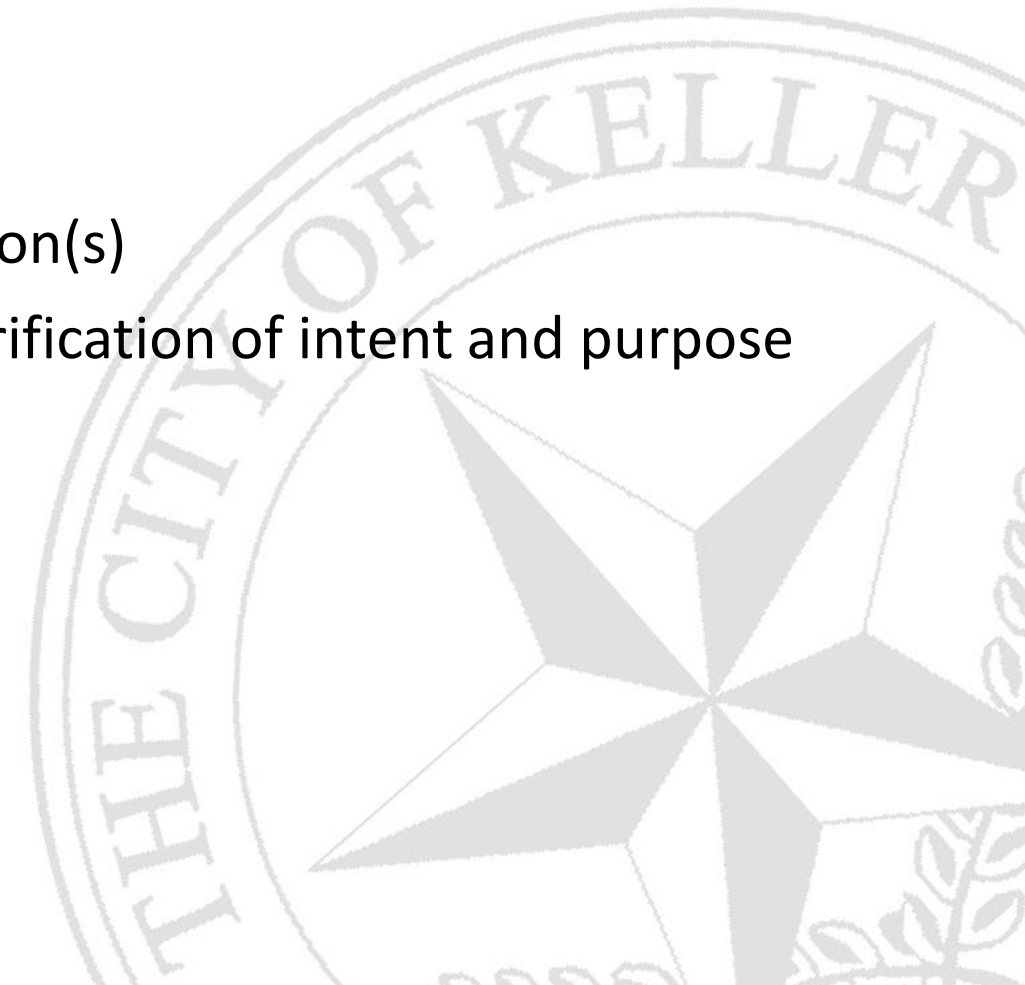 THE CITY OF KELLER
on(s)
rification of intent and purpose